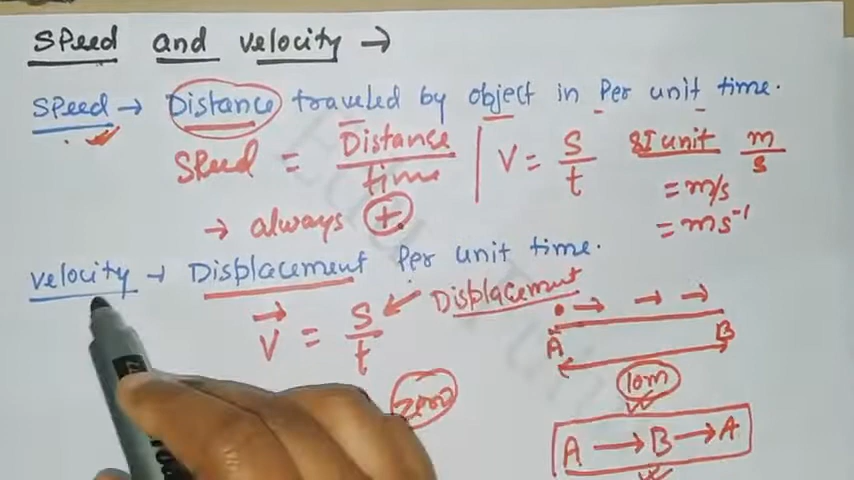 Speed and velocity →
Speed → Distance traveled by object in Per unit time.
Speed = Distance / time | V = S / t SI unit m / s
= m/s
→ always + = ms⁻¹
velocity → Displacement Per unit time.
V⃗ = S / t ← Displacement
A B
10m
zero
A → B → A